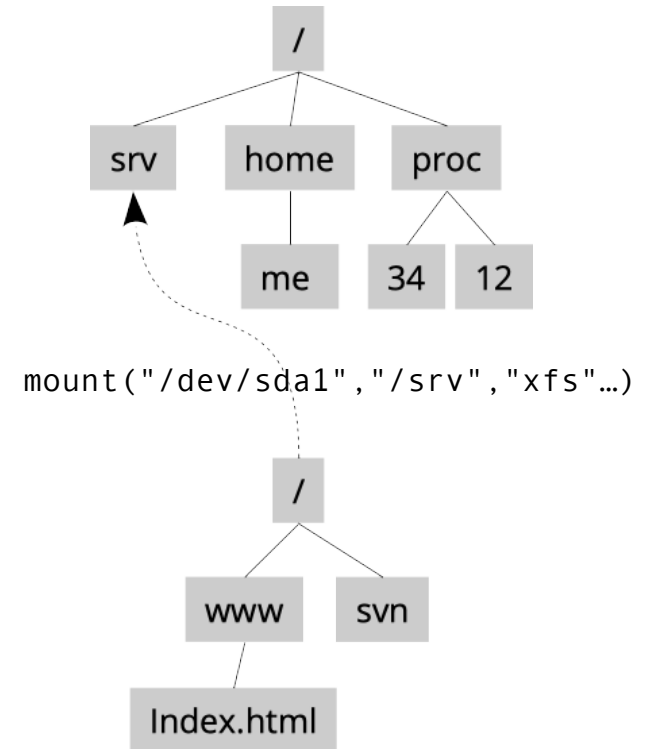 /
srv home proc
me 34 12
mount("/dev/sda1","/srv","xfs"…)
/
www svn
Index.html